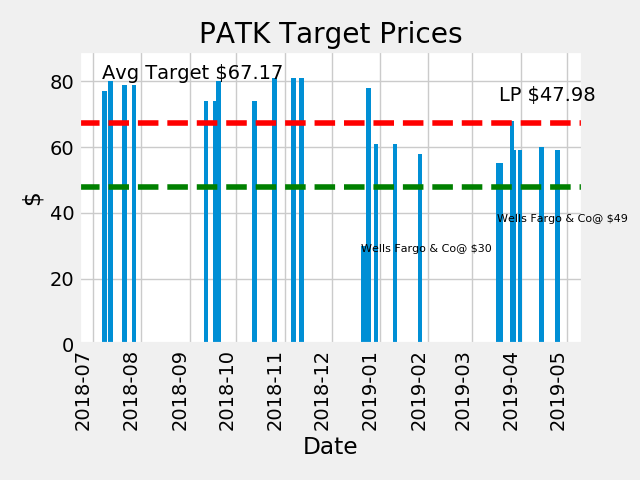 PATK Target Prices
Avg Target $67.17
LP $47.98
Wells Fargo & Co@ $49
Wells Fargo & Co@ $30
$
80
60
40
20
0
2018-07
2018-08
2018-09
2018-10
2018-11
2018-12
2019-01
2019-02
2019-03
2019-04
2019-05
Date